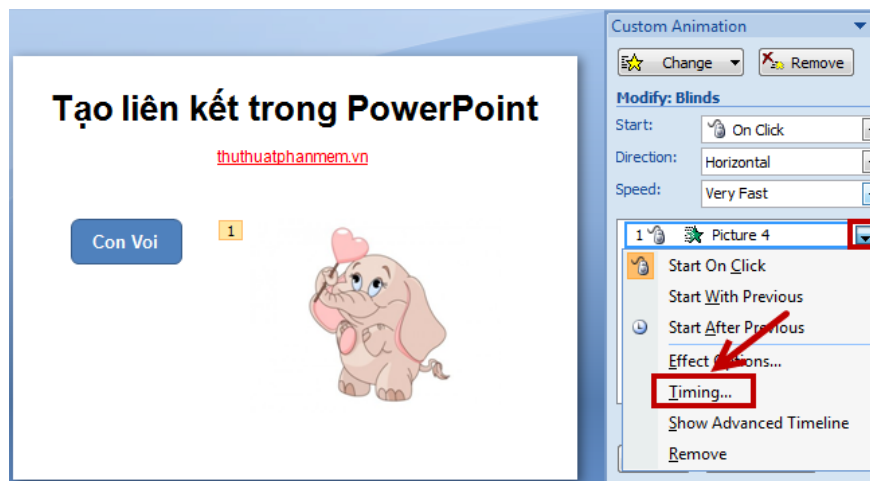 Custom Animation
Change
Remove
Modify: Blinds
Start:
On Click
Direction:
Horizontal
Speed:
Very Fast
1 Picture 4
Start On Click
Start With Previous
Start After Previous
Effect Options...
Timing...
Show Advanced Timeline
Remove
Tạo liên kết trong PowerPoint
thuthuatphanmem.vn
Con Voi
1